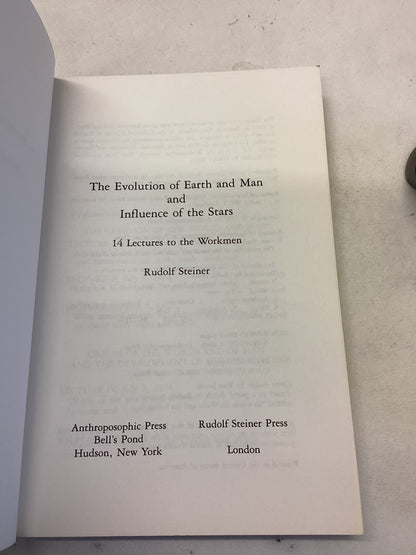 The Evolution of Earth and Man
and
Influence of the Stars
14 Lectures to the Workmen
Rudolf Steiner
Anthroposophic Press
Bell's Pond
Hudson, New York
Rudolf Steiner Press
London